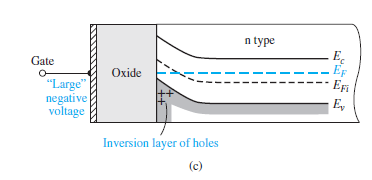 n type
Gate
Oxide
"Large"
negative
voltage
E_c
E_F
E_Fi
E_v
++
+
Inversion layer of holes
(c)